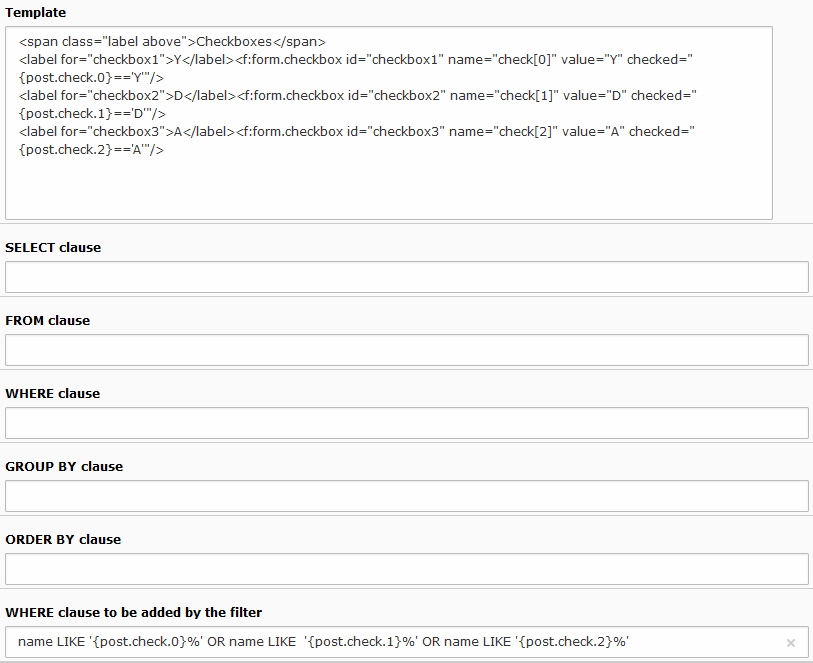 Template
<span class="label above">Checkboxes</span>
<label for="checkbox1">Y</label><f:form.checkbox id="checkbox1" name="check[0]" value="Y" checked="
{post.check.0}=='Y'"/>
<label for="checkbox2">D</label><f:form.checkbox id="checkbox2" name="check[1]" value="D" checked="
{post.check.1}=='D'"/>
<label for="checkbox3">A</label><f:form.checkbox id="checkbox3" name="check[2]" value="A" checked="
{post.check.2}=='A'"/>
SELECT clause
FROM clause
WHERE clause
GROUP BY clause
ORDER BY clause
WHERE clause to be added by the filter
name LIKE '{post.check.0}%' OR name LIKE  '{post.check.1}%' OR name LIKE '{post.check.2}%'